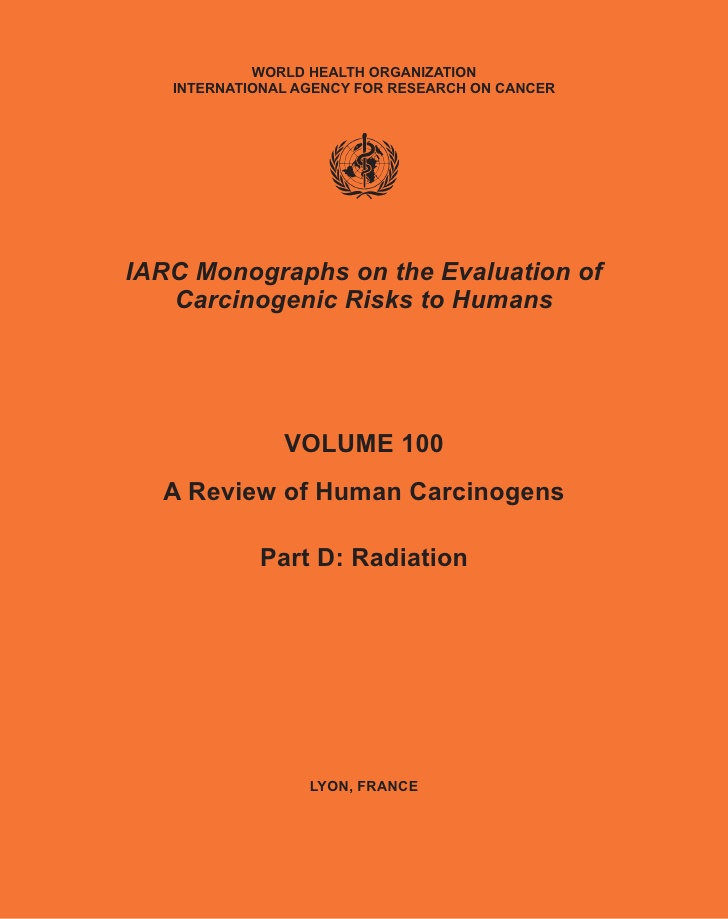 WORLD HEALTH ORGANIZATION
INTERNATIONAL AGENCY FOR RESEARCH ON CANCER
IARC Monographs on the Evaluation of
Carcinogenic Risks to Humans
VOLUME 100
A Review of Human Carcinogens
Part D: Radiation
LYON, FRANCE